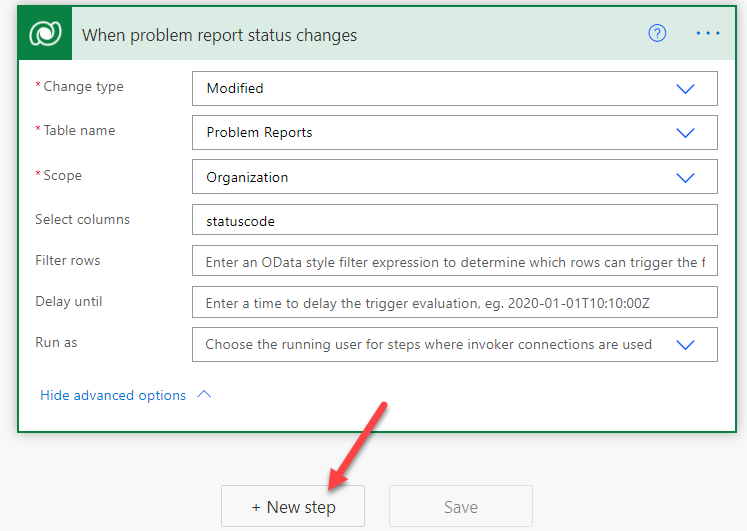 When problem report status changes
* Change type
Modified
* Table name
Problem Reports
* Scope
Organization
Select columns
statuscode
Filter rows
Enter an OData style filter expression to determine which rows can trigger the f
Delay until
Enter a time to delay the trigger evaluation, eg. 2020-01-01T10:10:00Z
Run as
Choose the running user for steps where invoker connections are used
Hide advanced options
+ New step
Save